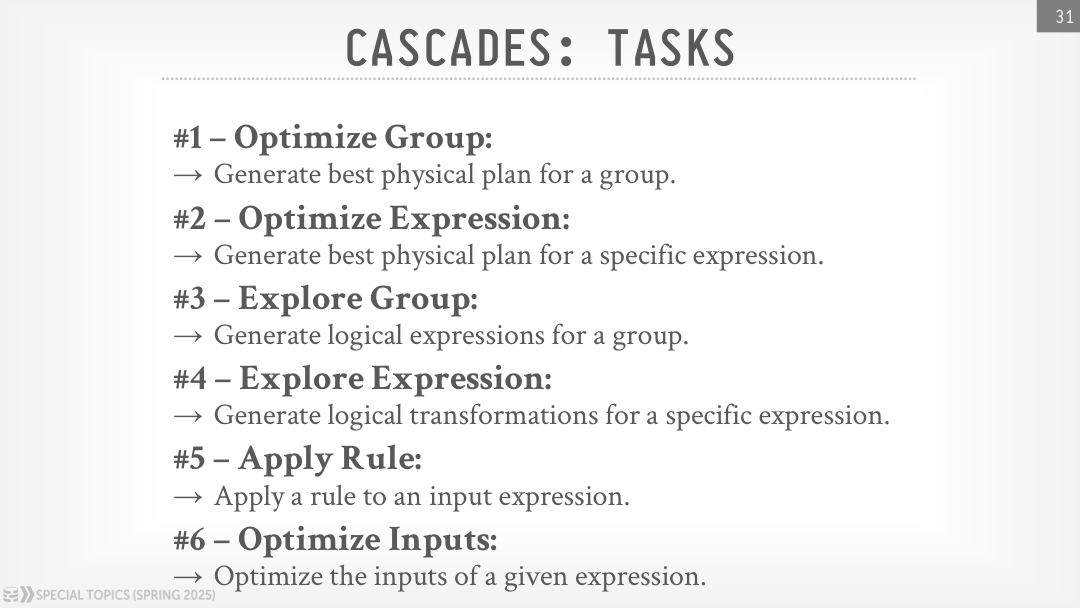 31
CASCADES: TASKS
#1 – Optimize Group:
→ Generate best physical plan for a group.
#2 – Optimize Expression:
→ Generate best physical plan for a specific expression.
#3 – Explore Group:
→ Generate logical expressions for a group.
#4 – Explore Expression:
→ Generate logical transformations for a specific expression.
#5 – Apply Rule:
→ Apply a rule to an input expression.
#6 – Optimize Inputs:
→ Optimize the inputs of a given expression.
SPECIAL TOPICS (SPRING 2025)